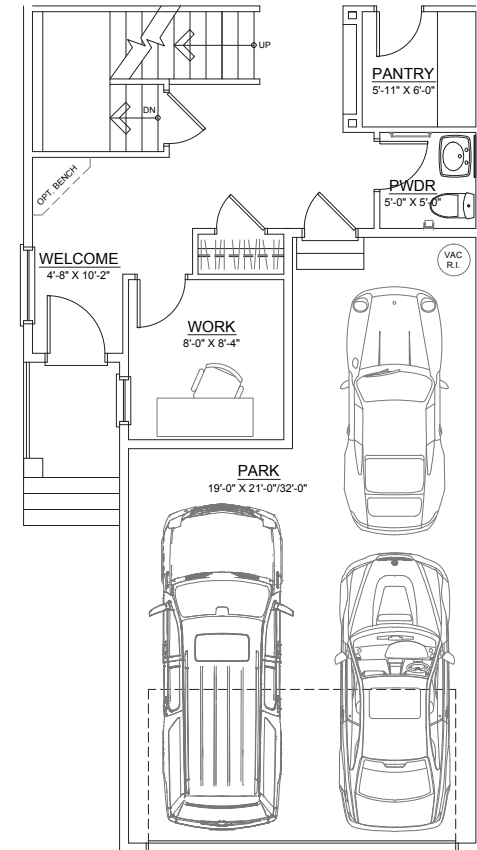 UP
PANTRY
5'-11" X 6'-0"
DN
OPT. BENCH
PWDR
5'-0" X 5'-0"
WELCOME
4'-8" X 10'-2"
VAC
R.I.
WORK
8'-0" X 8'-4"
PARK
19'-0" X 21'-0"/32'-0"